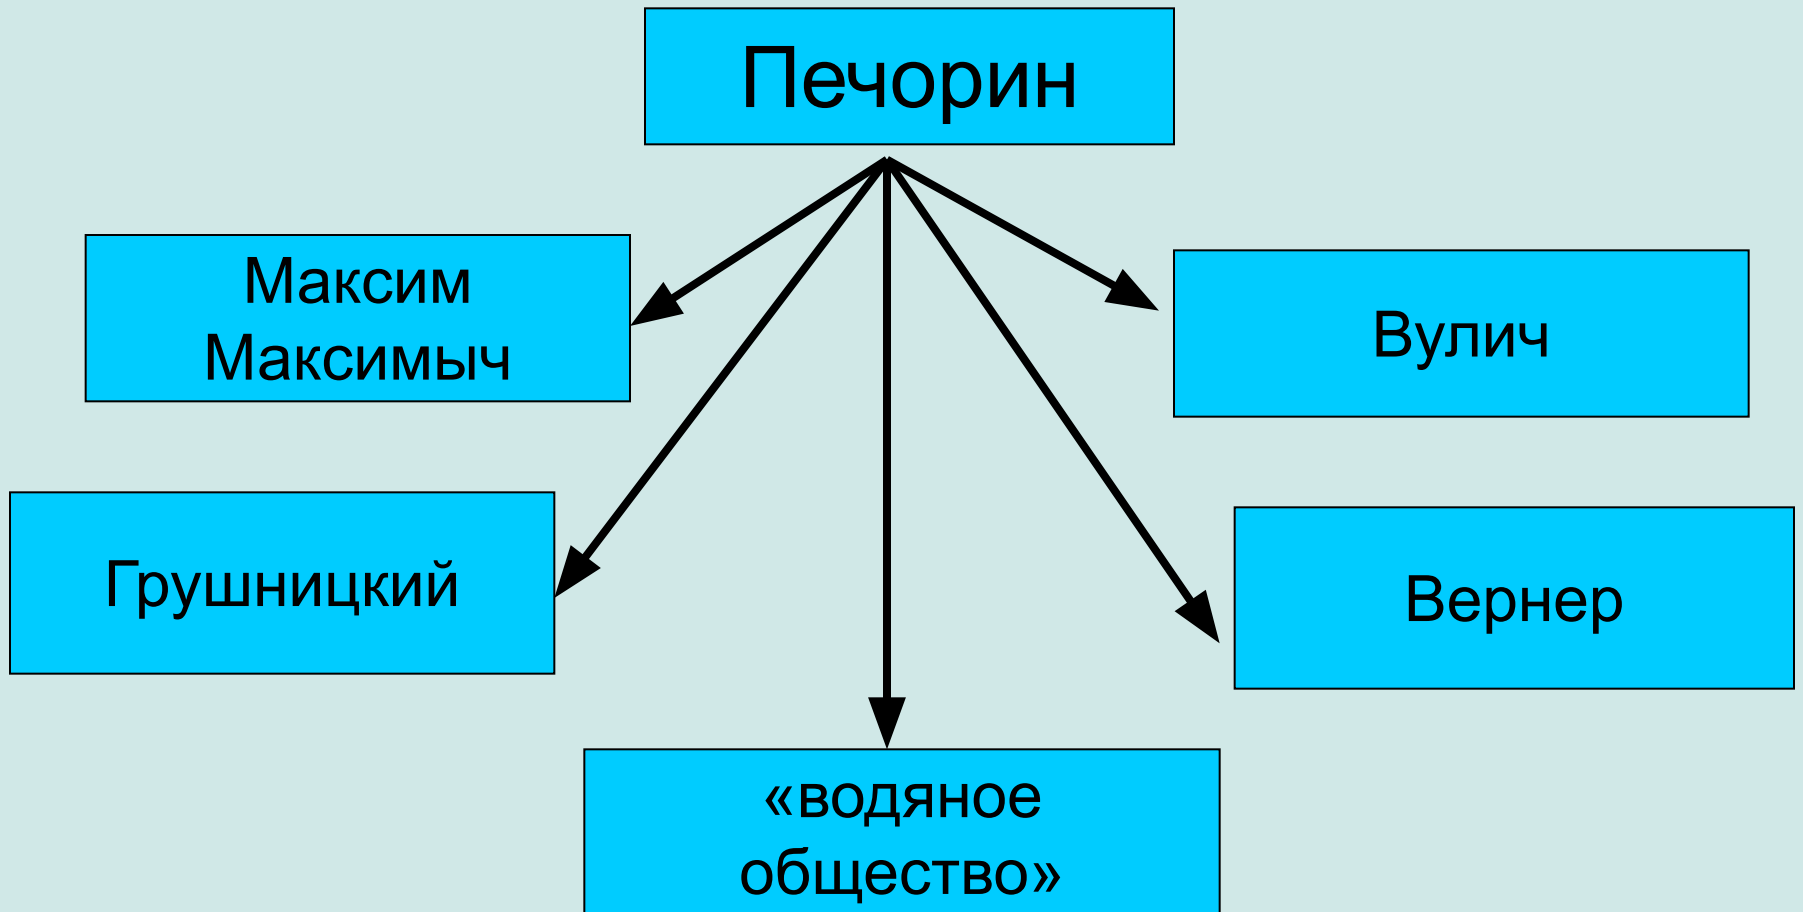 Печорин
Максим
Максимыч
Вулич
Грушницкий
Вернер
«водяное
общество»